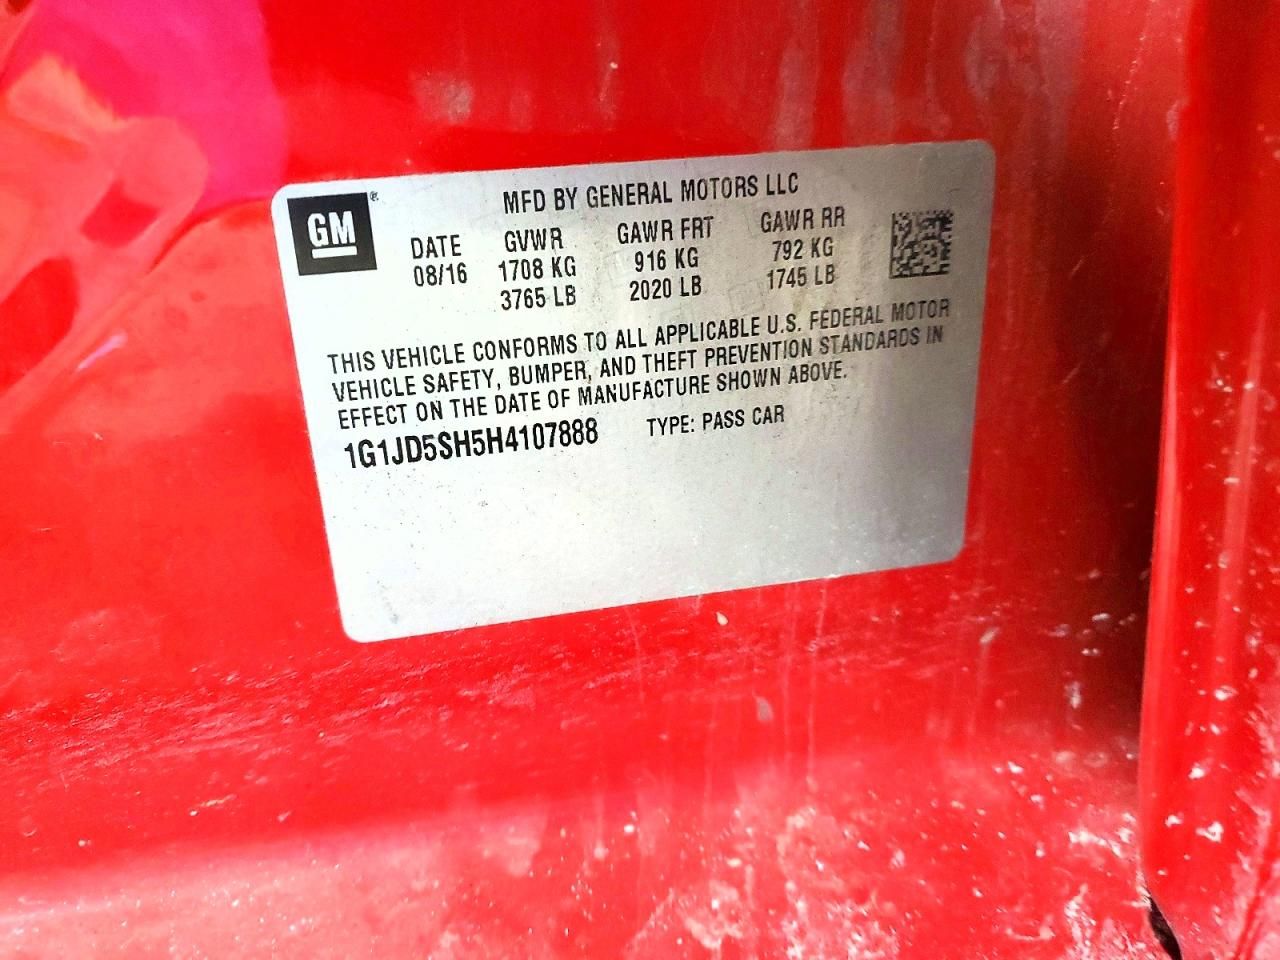 GM ®
MFD BY GENERAL MOTORS LLC
DATE GVWR GAWR FRT GAWR RR
08/16 1708 KG 916 KG 792 KG
3765 LB 2020 LB 1745 LB
THIS VEHICLE CONFORMS TO ALL APPLICABLE U.S. FEDERAL MOTOR
VEHICLE SAFETY, BUMPER, AND THEFT PREVENTION STANDARDS IN
EFFECT ON THE DATE OF MANUFACTURE SHOWN ABOVE.
1G1JD5SH5H4107888 TYPE: PASS CAR